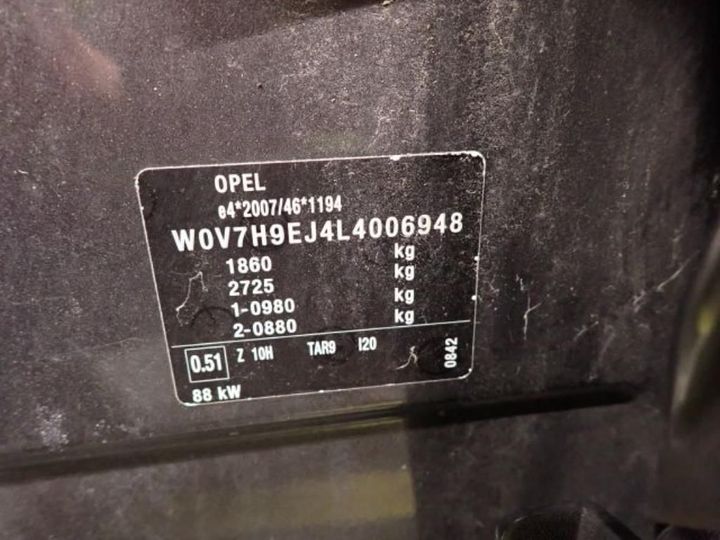 OPEL
e4*2007/46*1194
W0V7H9EJ4L4006948
1860 kg
2725 kg
1-0980 kg
2-0880 kg
0.51 Z 10H TAR9 I20 0842
88 kW